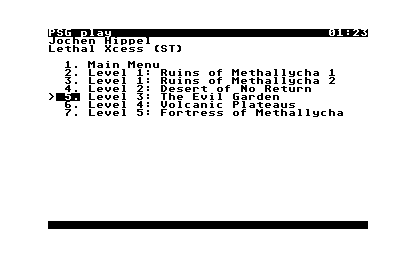 PSG play 01:23
Jochen Hippel
Lethal Xcess (ST)
1. Main Menu
2. Level 1: Ruins of Methallycha 1
3. Level 1: Ruins of Methallycha 2
4. Level 2: Desert of No Return
> 5. Level 3: The Evil Garden
6. Level 4: Volcanic Plateaus
7. Level 5: Fortress of Methallycha